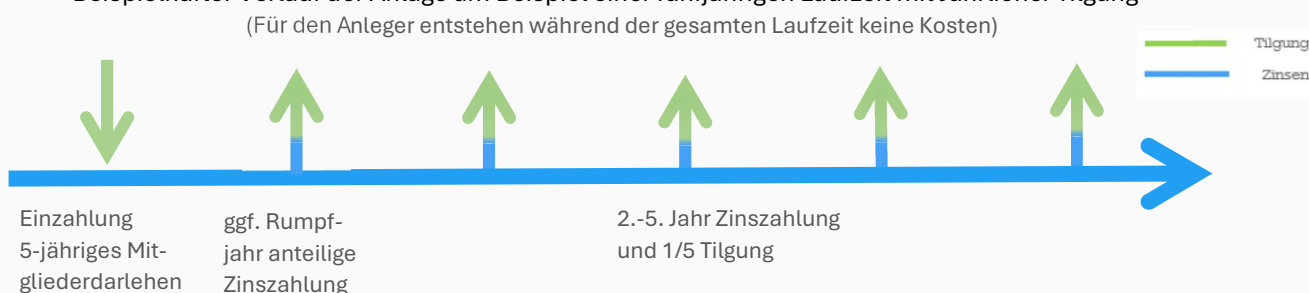 (Für den Anleger entstehen während der gesamten Laufzeit keine Kosten)
Tilgung
Zinsen
Einzahlung
5-jähriges Mit-
gliederdarlehen
ggf. Rumpf-
jahr anteilige
Zinszahlung
2.-5. Jahr Zinszahlung
und 1/5 Tilgung